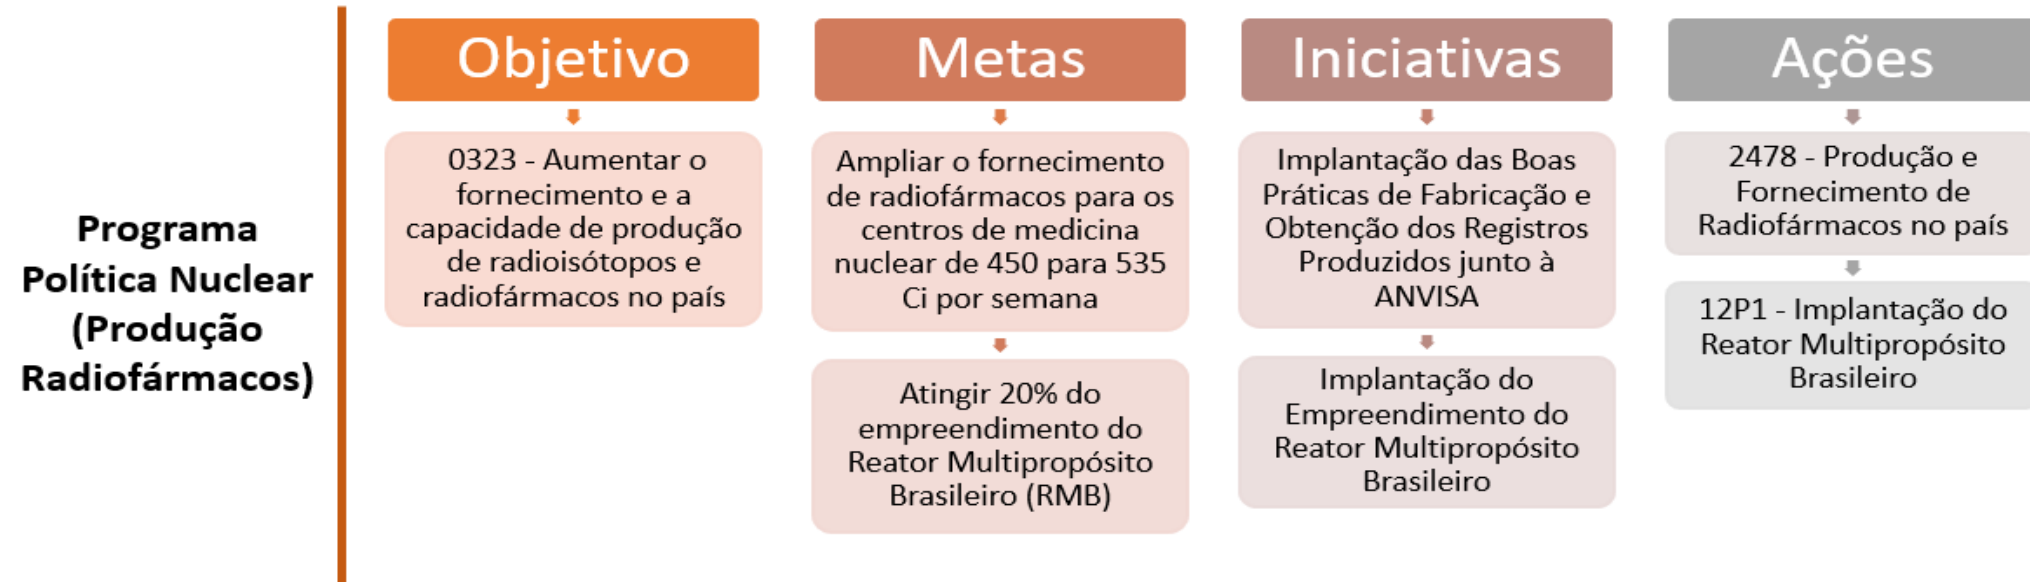 Programa
Política Nuclear
(Produção
Radiofármacos)
Objetivo
0323 - Aumentar o
fornecimento e a
capacidade de produção
de radioisótopos e
radiofármacos no país
Metas
Ampliar o fornecimento
de radiofármacos para os
centros de medicina
nuclear de 450 para 535
Ci por semana
Atingir 20% do
empreendimento do
Reator Multipropósito
Brasileiro (RMB)
Iniciativas
Implantação das Boas
Práticas de Fabricação e
Obtenção dos Registros
Produzidos junto à
ANVISA
Implantação do
Empreendimento do
Reator Multipropósito
Brasileiro
Ações
2478 - Produção e
Fornecimento de
Radiofármacos no país
12P1 - Implantação do
Reator Multipropósito
Brasileiro